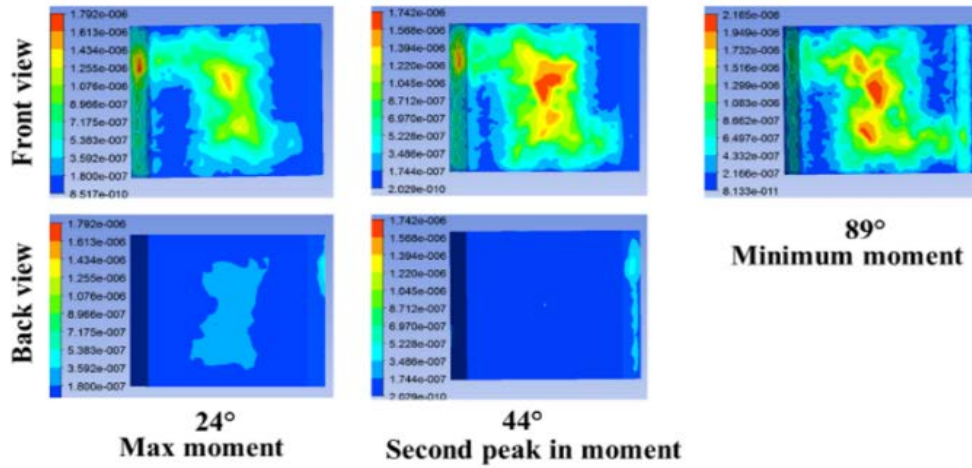 Front view
1.792e-006
1.613e-006
1.434e-006
1.255e-006
1.076e-006
8.966e-007
7.175e-007
5.383e-007
3.592e-007
1.800e-007
8.517e-010
1.742e-006
1.568e-006
1.394e-006
1.220e-006
1.045e-006
8.712e-007
6.970e-007
5.228e-007
3.486e-007
1.744e-007
2.029e-010
2.165e-006
1.949e-006
1.732e-006
1.516e-006
1.299e-006
1.083e-006
8.662e-007
6.497e-007
4.332e-007
2.166e-007
8.133e-011
Back view
1.792e-006
1.613e-006
1.434e-006
1.255e-006
1.076e-006
8.966e-007
7.175e-007
5.383e-007
3.592e-007
1.800e-007
1.742e-006
1.568e-006
1.394e-006
1.220e-006
1.045e-006
8.712e-007
6.970e-007
5.228e-007
3.486e-007
1.744e-007
2.029e-010
89°
Minimum moment
24°
Max moment
44°
Second peak in moment